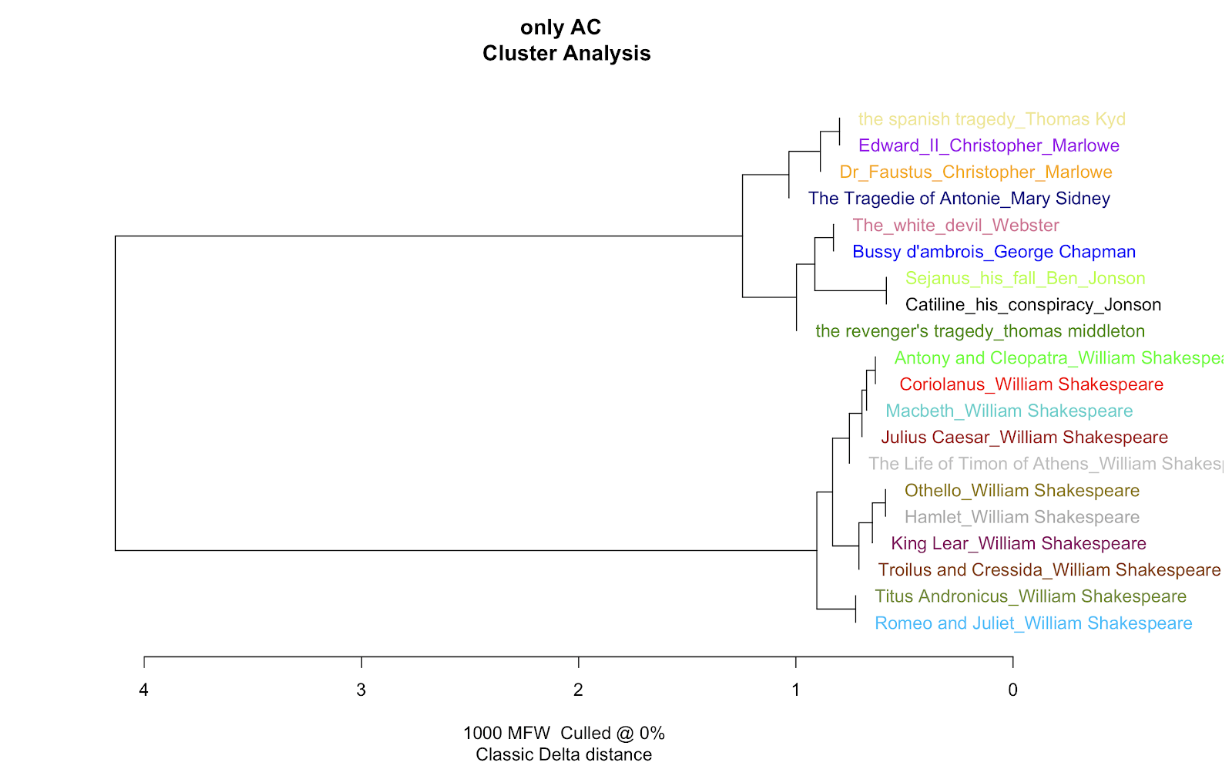 only AC
Cluster Analysis
the spanish tragedy_Thomas Kyd
Edward_II_Christopher_Marlowe
Dr_Faustus_Christopher_Marlowe
The Tragedie of Antonie_Mary Sidney
The_white_devil_Webster
Bussy d'ambrois_George Chapman
Sejanus_his_fall_Ben_Jonson
Catiline_his_conspiracy_Jonson
the revenger's tragedy_thomas middleton
Antony and Cleopatra_William Shakespea
Coriolanus_William Shakespeare
Macbeth_William Shakespeare
Julius Caesar_William Shakespeare
The Life of Timon of Athens_William Shakesp
Othello_William Shakespeare
Hamlet_William Shakespeare
King Lear_William Shakespeare
Troilus and Cressida_William Shakespeare
Titus Andronicus_William Shakespeare
Romeo and Juliet_William Shakespeare
4 3 2 1 0
1000 MFW  Culled @ 0%
Classic Delta distance